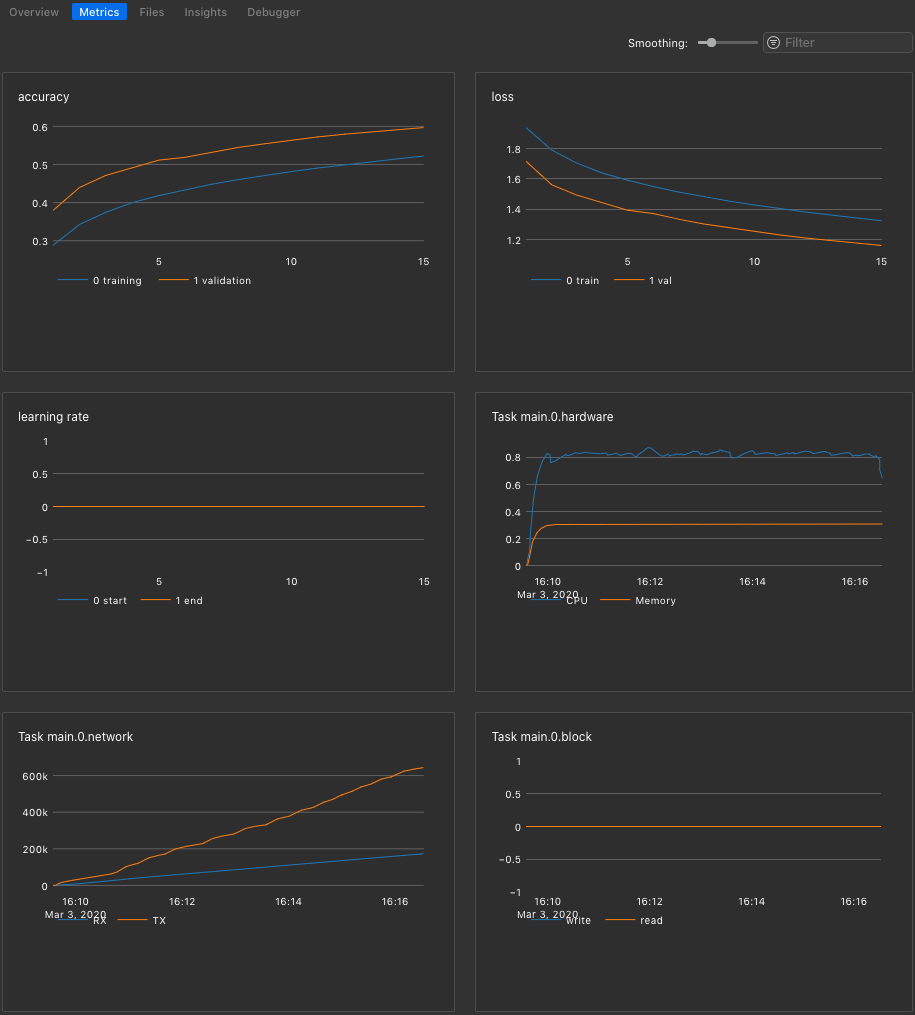 Overview Metrics Files Insights Debugger
Smoothing: Filter
accuracy
0.6
0.5
0.4
0.3
5 10 15
0 training 1 validation
loss
1.8
1.6
1.4
1.2
5 10 15
0 train 1 val
learning rate
1
0.5
0
−0.5
−1
5 10 15
0 start 1 end
Task main.0.hardware
0.8
0.6
0.4
0.2
0
16:10 16:12 16:14 16:16
Mar 3, 2020
CPU Memory
Task main.0.network
600k
400k
200k
0
16:10 16:12 16:14 16:16
Mar 3, 2020
RX TX
Task main.0.block
1
0.5
0
−0.5
−1
16:10 16:12 16:14 16:16
Mar 3, 2020
write read